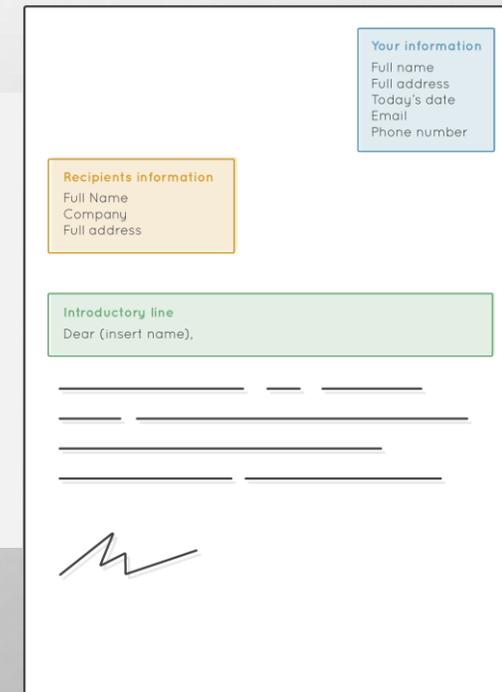 Your information
Full name
Full address
Today's date
Email
Phone number
Recipients information
Full Name
Company
Full address
Introductory line
Dear (insert name),